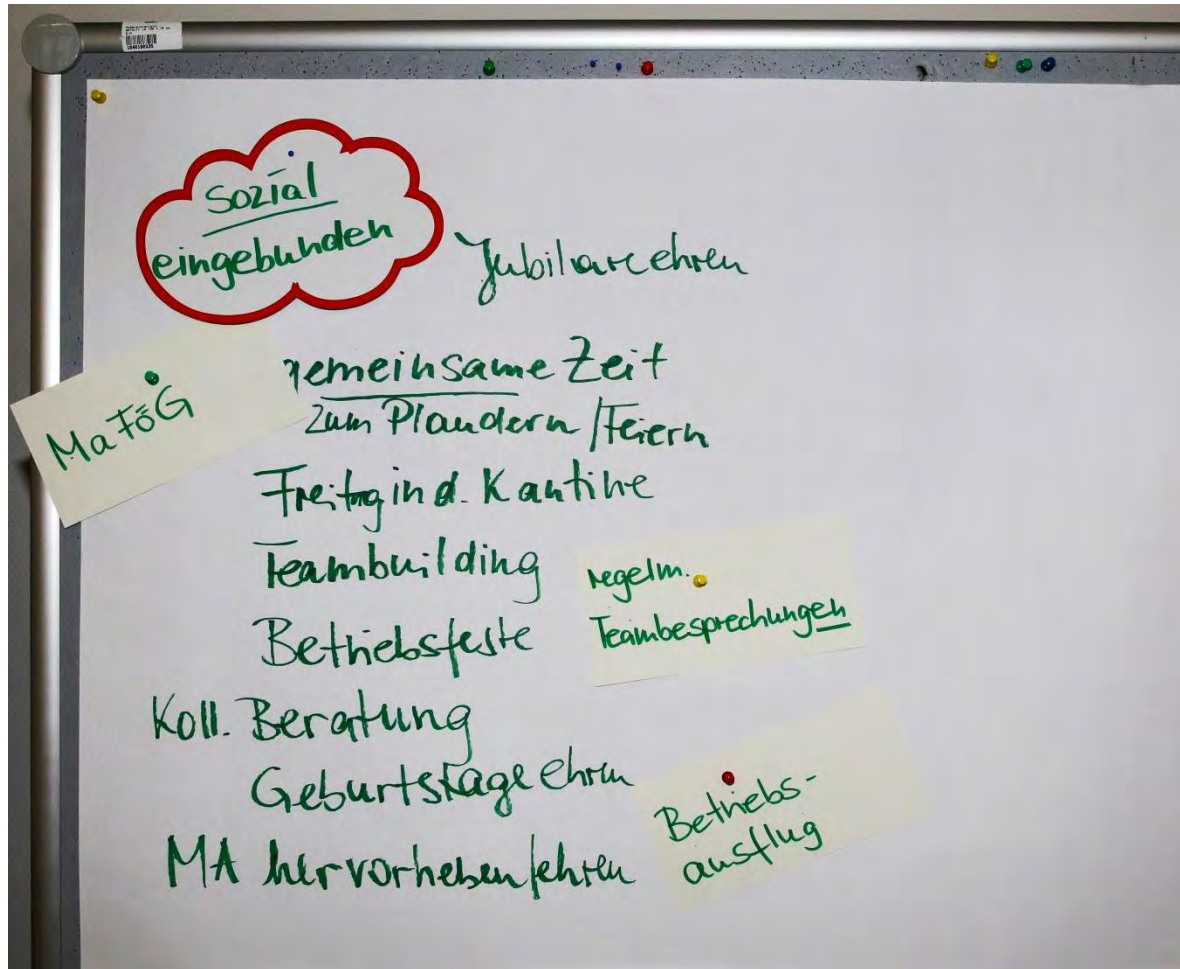 Sozial
eingebunden
Jubilare ehren
gemeinsame Zeit
zum Plaudern / Feiern
MaFöG
Freitag in d. Kantine
Teambuilding
regelm.
Teambesprechungen
Betriebsfeste
Koll. Beratung
Geburtstage ehren
Betriebs-
ausflug
MA hervorheben / ehren